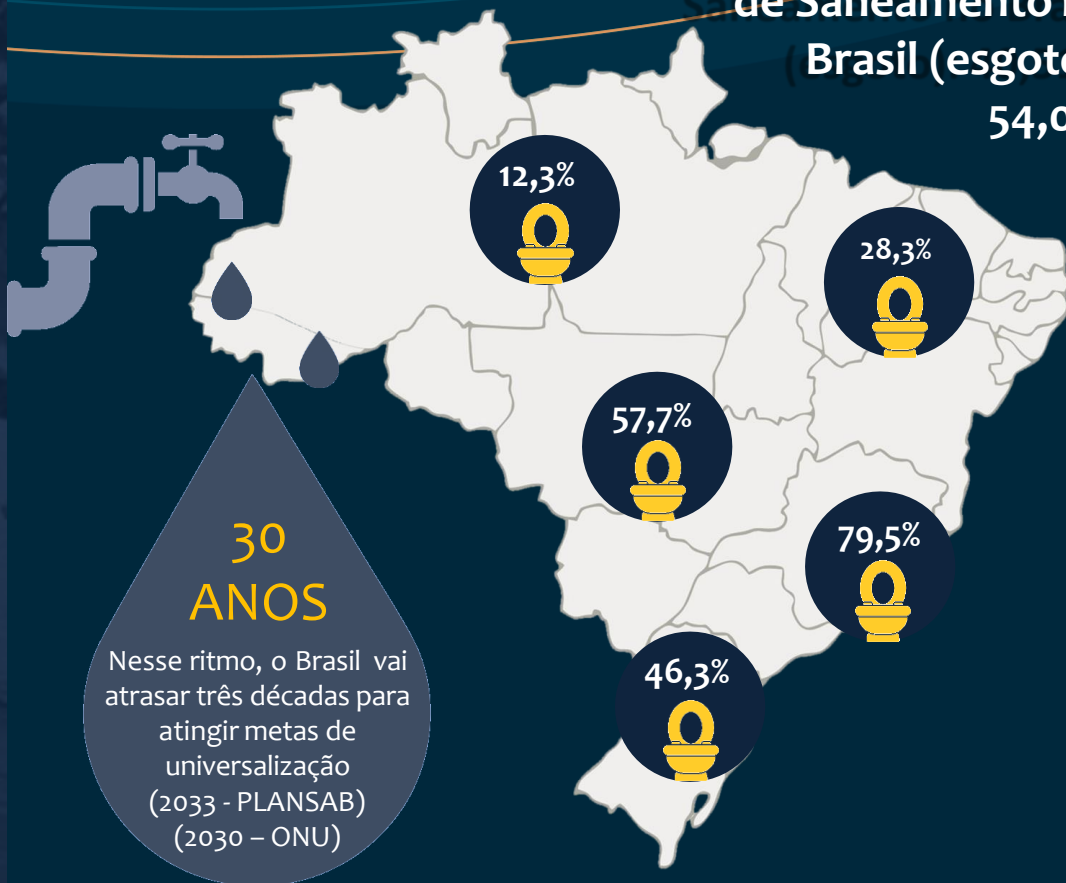 de Saneamento
Brasil (esgot
54,0
12,3%
28,3%
57,7%
79,5%
46,3%
30
ANOS
Nesse ritmo, o Brasil vai
atrasar três décadas para
atingir metas de
universalização
(2033 - PLANSAB)
(2030 – ONU)